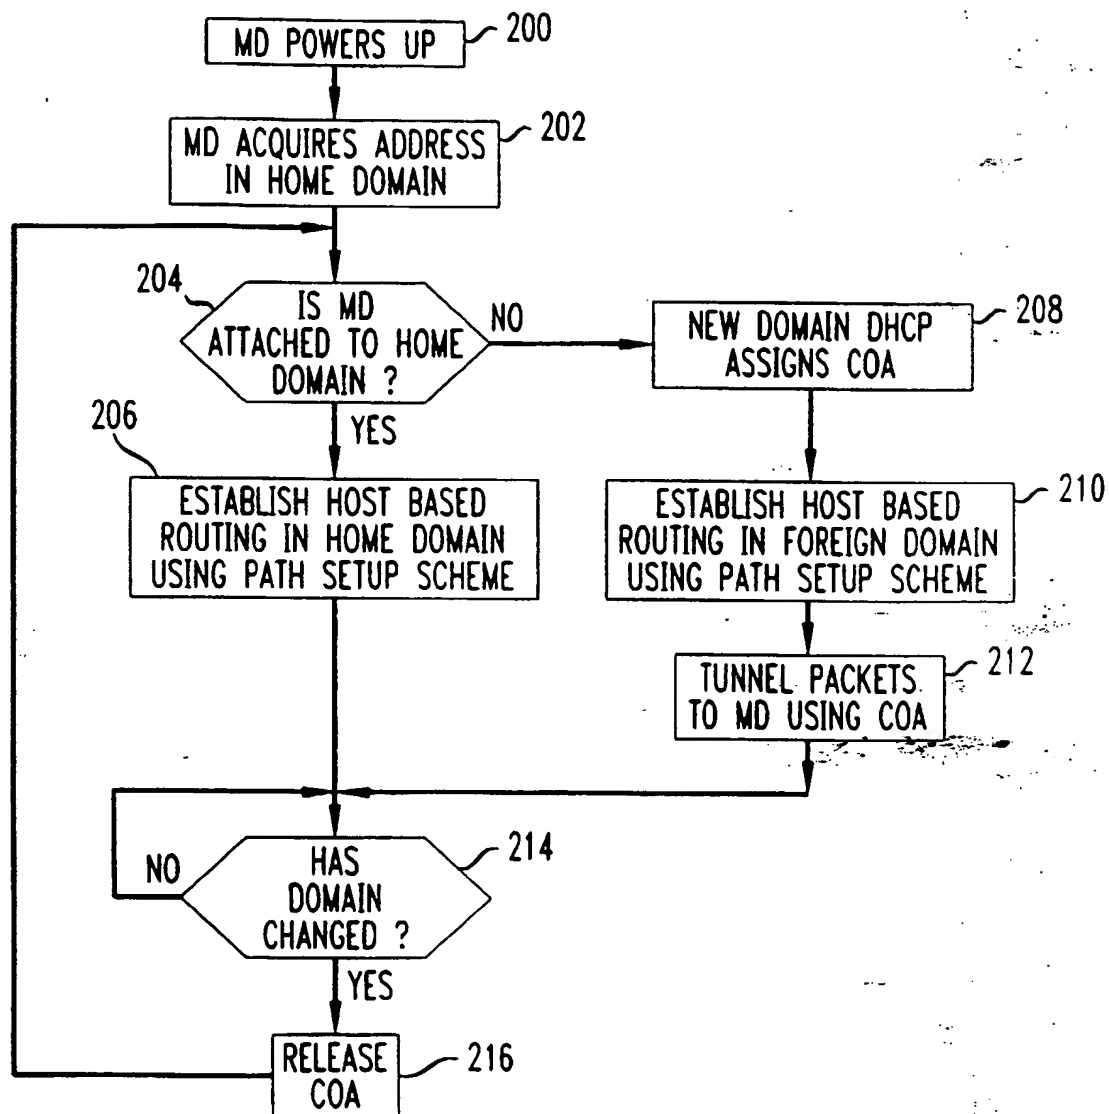 MD POWERS UP
200
MD ACQUIRES ADDRESS
IN HOME DOMAIN
202
204
IS MD
ATTACHED TO HOME
DOMAIN ?
NO
NEW DOMAIN DHCP
ASSIGNS COA
208
YES
206
ESTABLISH HOST BASED
ROUTING IN HOME DOMAIN
USING PATH SETUP SCHEME
ESTABLISH HOST BASED
ROUTING IN FOREIGN DOMAIN
USING PATH SETUP SCHEME
210
TUNNEL PACKETS
TO MD USING COA
212
NO
HAS
DOMAIN
CHANGED ?
214
YES
RELEASE
COA
216